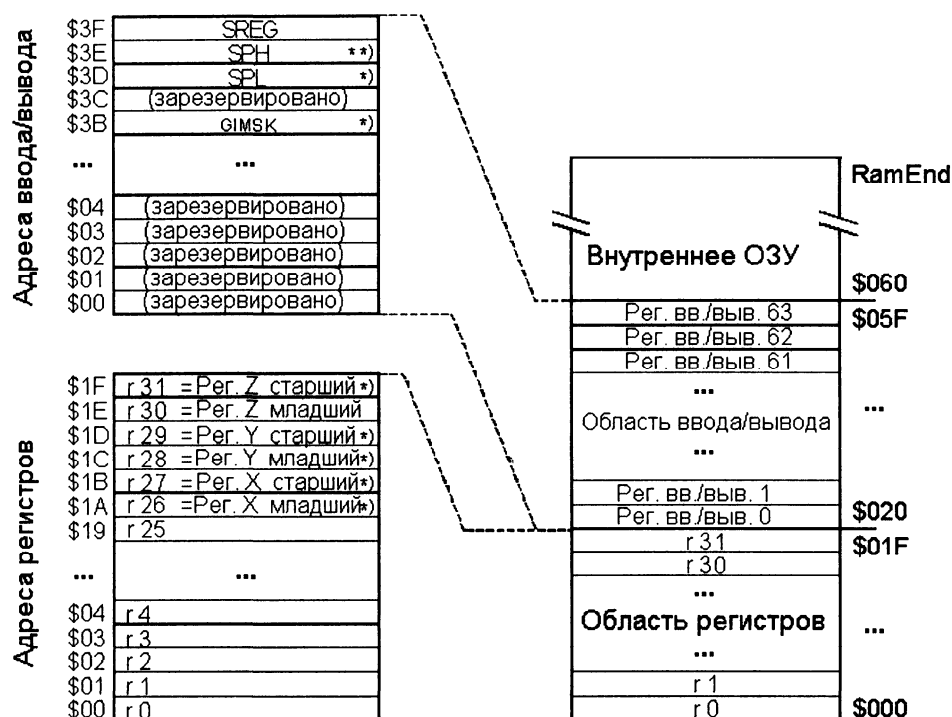 Адреса ввода/вывода
$3F SREG
$3E SPH **)
$3D SPL *)
$3C (зарезервировано)
$3B GIMSK *)
... ...
$04 (зарезервировано)
$03 (зарезервировано)
$02 (зарезервировано)
$01 (зарезервировано)
$00 (зарезервировано)
Адреса регистров
$1F r 31 =Рег. Z старший*)
$1E r 30 =Рег. Z младший
$1D r 29 =Рег. Y старший*)
$1C r 28 =Рег. Y младший*)
$1B r 27 =Рег. X старший*)
$1A r 26 =Рег. X младший*)
$19 r 25
... ...
$04 r 4
$03 r 3
$02 r 2
$01 r 1
$00 r 0
RamEnd
Внутреннее ОЗУ
$060
Рег. вв./выв. 63 $05F
Рег. вв./выв. 62
Рег. вв./выв. 61
...
Область ввода/вывода ...
...
Рег. вв./выв. 1
Рег. вв./выв. 0 $020
r 31 $01F
r 30
...
Область регистров ...
...
r 1
r 0 $000